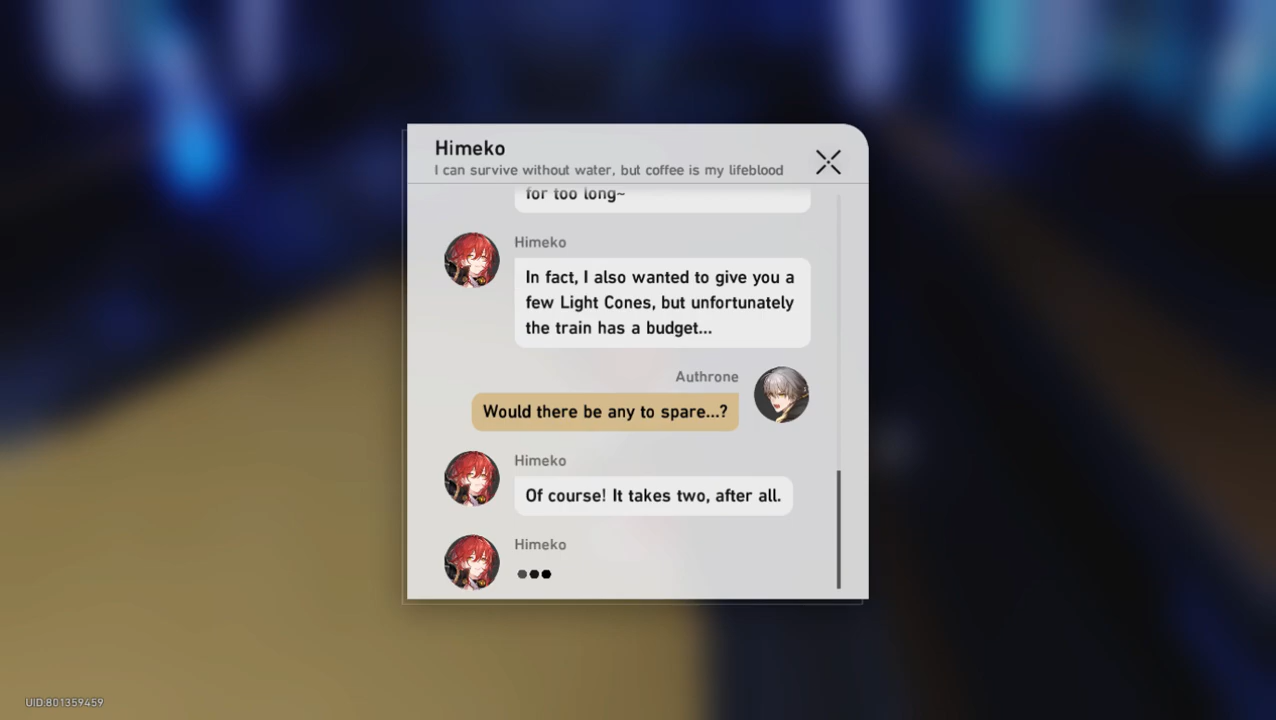 Himeko
I can survive without water, but coffee is my lifeblood
for too long~
Himeko
In fact, I also wanted to give you a
few Light Cones, but unfortunately
the train has a budget...
Authrone
Would there be any to spare...?
Himeko
Of course! It takes two, after all.
Himeko
UID:801359459